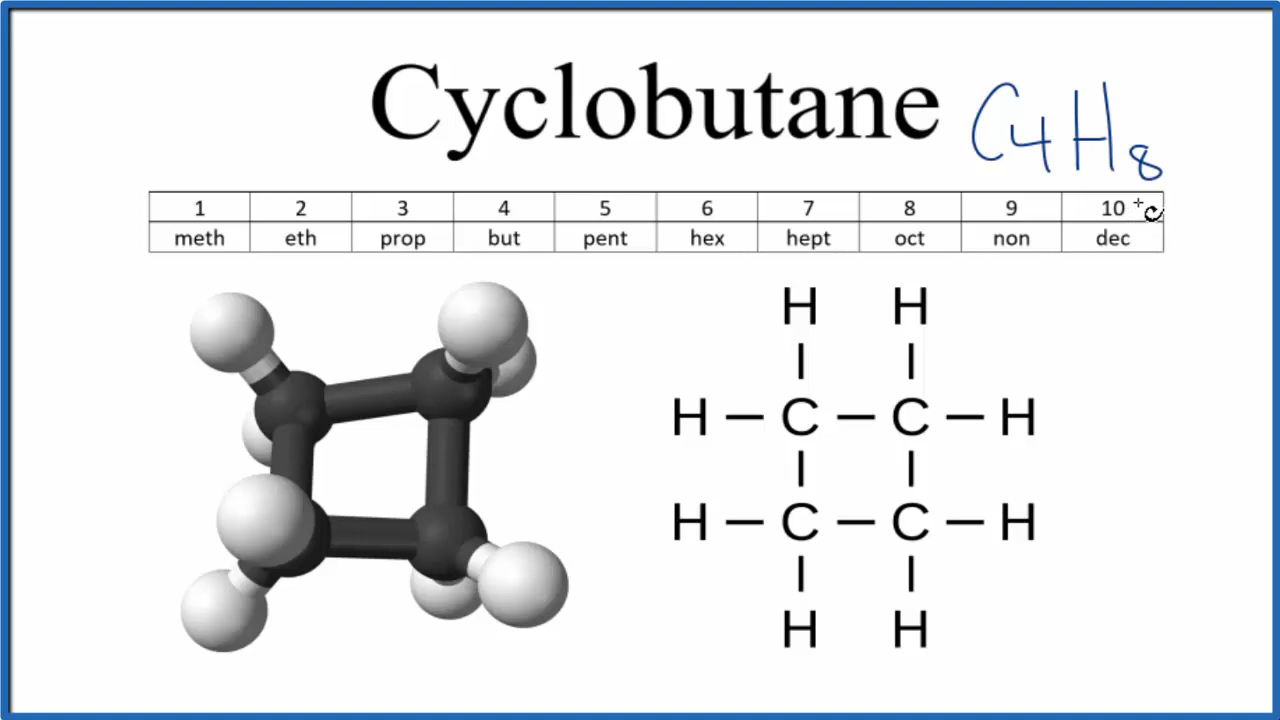 Cyclobutane C4H8
1 2 3 4 5 6 7 8 9 10
meth eth prop but pent hex hept oct non dec
H H
H C C H
H C C H
H H